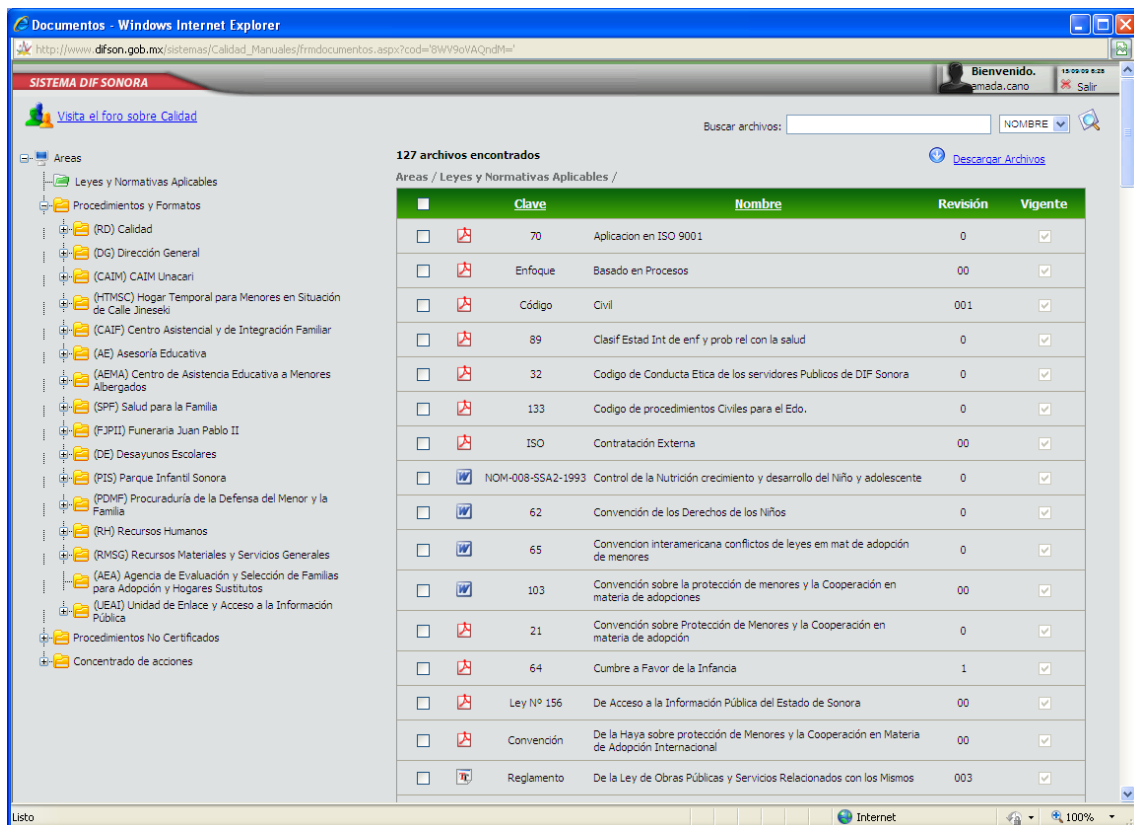 Documentos - Windows Internet Explorer
http://www.difson.gob.mx/sistemas/Calidad_Manuales/frmdocumentos.aspx?cod='8WV9oVAQndM='
SISTEMA DIF SONORA
Bienvenido.
amada.cano
15/09/09 8:28
Salir
Visita el foro sobre Calidad
Buscar archivos:
NOMBRE
Areas
Leyes y Normativas Aplicables
Procedimientos y Formatos
(RD) Calidad
(DG) Dirección General
(CAIM) CAIM Unacari
(HTMSC) Hogar Temporal para Menores en Situación
de Calle Jineseki
(CAIF) Centro Asistencial y de Integración Familiar
(AE) Asesoría Educativa
(AEMA) Centro de Asistencia Educativa a Menores
Albergados
(SPF) Salud para la Familia
(FJPII) Funeraria Juan Pablo II
(DE) Desayunos Escolares
(PIS) Parque Infantil Sonora
(PDMF) Procuraduría de la Defensa del Menor y la
Familia
(RH) Recursos Humanos
(RMSG) Recursos Materiales y Servicios Generales
(AEA) Agencia de Evaluación y Selección de Familias
para Adopción y Hogares Sustitutos
(UEAI) Unidad de Enlace y Acceso a la Información
Pública
Procedimientos No Certificados
Concentrado de acciones
127 archivos encontrados
Descargar Archivos
Areas / Leyes y Normativas Aplicables /
Clave Nombre Revisión Vigente
70 Aplicacion en ISO 9001 0
Enfoque Basado en Procesos 00
Código Civil 001
89 Clasif Estad Int de enf y prob rel con la salud 0
32 Codigo de Conducta Etica de los servidores Publicos de DIF Sonora 0
133 Codigo de procedimientos Civiles para el Edo. 0
ISO Contratación Externa 00
NOM-008-SSA2-1993 Control de la Nutrición crecimiento y desarrollo del Niño y adolescente 0
62 Convención de los Derechos de los Niños 0
65 Convencion interamericana conflictos de leyes em mat de adopción
de menores 0
103 Convención sobre la protección de menores y la Cooperación en
materia de adopciones 00
21 Convención sobre Protección de Menores y la Cooperación en
materia de adopción 0
64 Cumbre a Favor de la Infancia 1
Ley Nº 156 De Acceso a la Información Pública del Estado de Sonora 00
Convención De la Haya sobre protección de Menores y la Cooperación en Materia
de Adopción Internacional 00
Reglamento De la Ley de Obras Públicas y Servicios Relacionados con los Mismos 003
Listo
Internet
100%